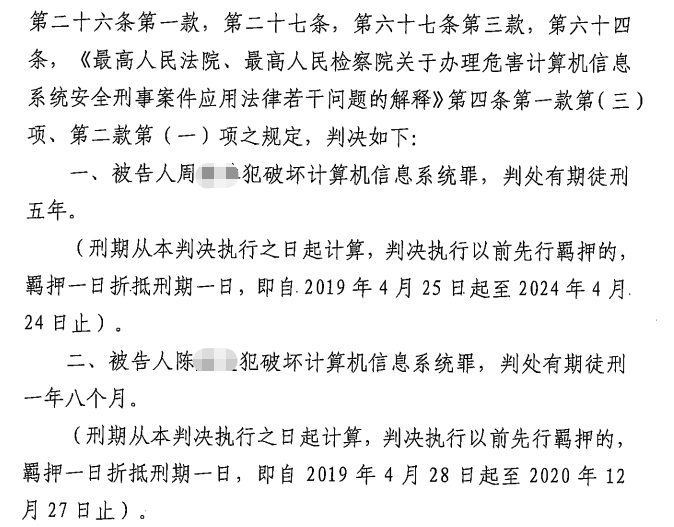 第二十六条第一款，第二十七条，第六十七条第三款，第六十四
条，《最高人民法院、最高人民检察院关于办理危害计算机信息
系统安全刑事案件应用法律若干问题的解释》第四条第一款第(三)
项、第二款第（一）项之规定，判决如下：
一、被告人周犯破坏计算机信息系统罪，判处有期徒刑
五年。
（刑期从本判决执行之日起计算，判决执行以前先行羁押的，
羁押一日折抵刑期一日，即自 2019 年 4 月 25 日起至 2024 年 4 月
24 日止）。
二、被告人陈犯破坏计算机信息系统罪，判处有期徒刑
一年八个月。
（刑期从本判决执行之日起计算，判决执行以前先行羁押的，
羁押一日折抵刑期一日，即自 2019 年 4 月 28 日起至 2020 年 12
月 27 日止）。